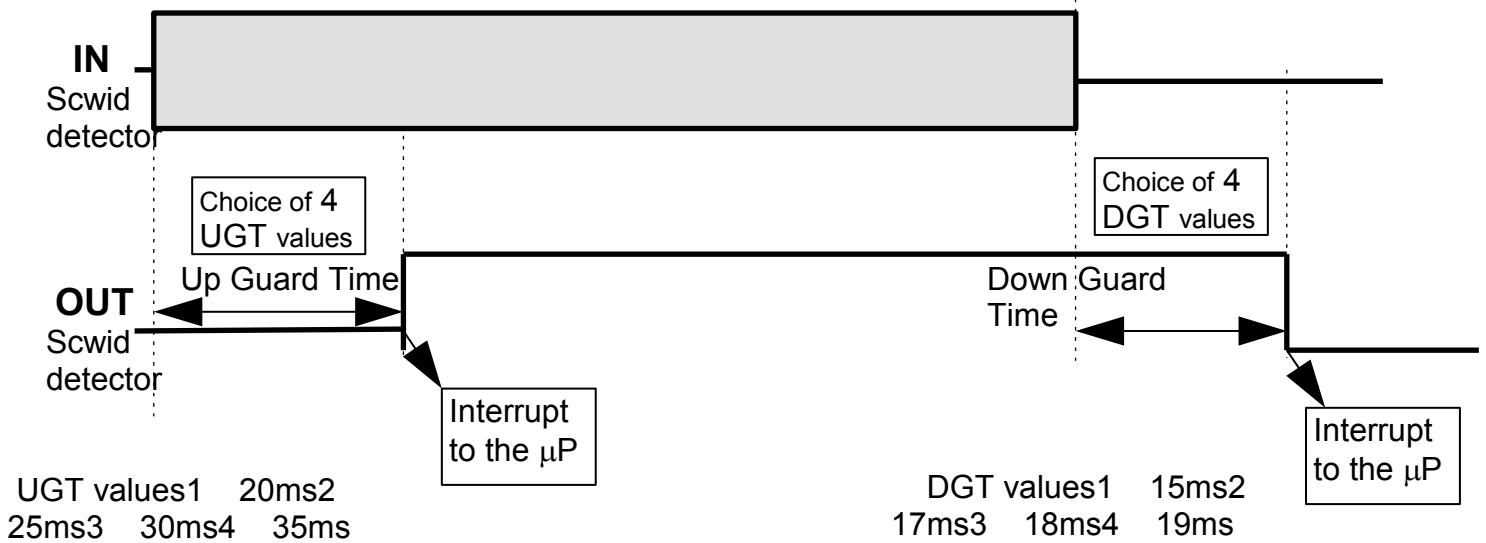 IN
Scwid
detector
Choice of 4
UGT values
Choice of 4
DGT values
Up Guard Time
Down Guard
Time
OUT
Scwid
detector
Interrupt
to the μP
Interrupt
to the μP
UGT values1 20ms2
25ms3 30ms4 35ms
DGT values1 15ms2
17ms3 18ms4 19ms